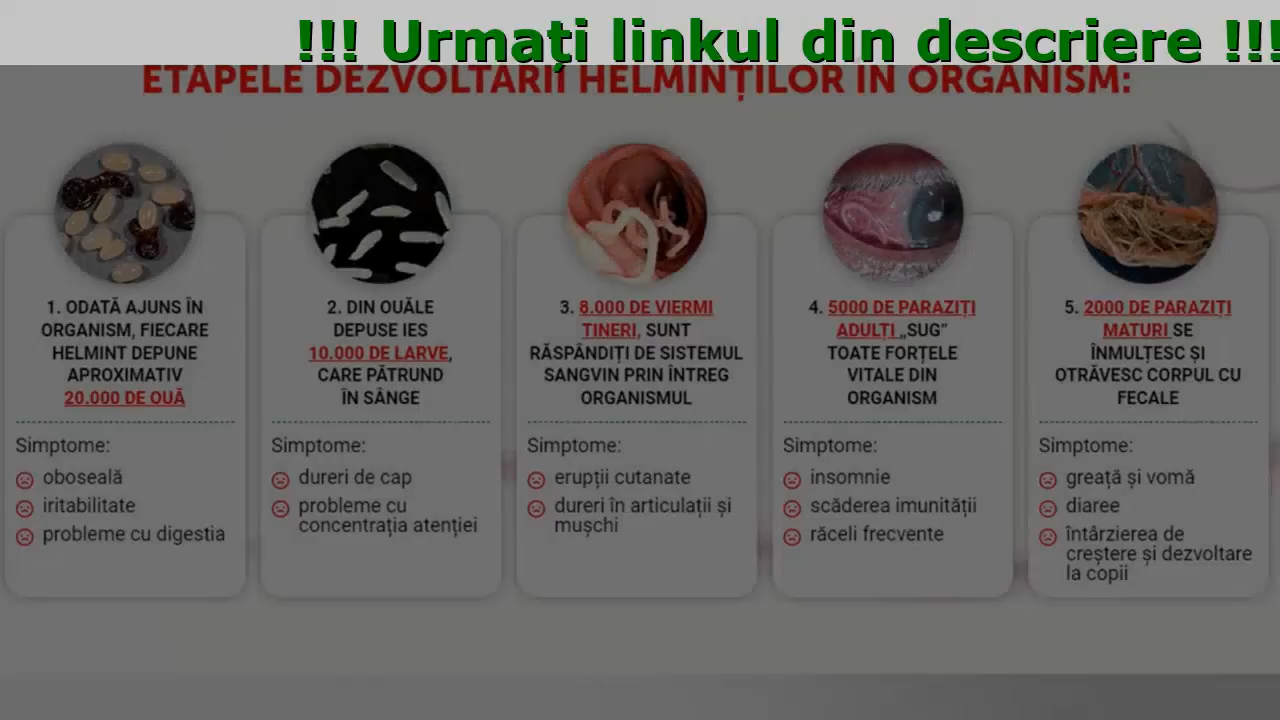 !!! Urmați linkul din descriere !!!
ETAPELE DEZVOLTĂRII HELMINȚILOR ÎN ORGANISM:
1. ODATĂ AJUNS ÎN
ORGANISM, FIECARE
HELMINT DEPUNE
APROXIMATIV
20.000 DE OUĂ
Simptome:
oboseală
iritabilitate
probleme cu digestia
2. DIN OUĂLE
DEPUSE IES
10.000 DE LARVE,
CARE PĂTRUND
ÎN SÂNGE
Simptome:
dureri de cap
probleme cu
concentrația atenției
3. 8.000 DE VIERMI
TINERI, SUNT
RĂSPÂNDIȚI DE SISTEMUL
SANGVIN PRIN ÎNTREG
ORGANISMUL
Simptome:
erupții cutanate
dureri în articulații și
mușchi
4. 5000 DE PARAZIȚI
ADULȚI „SUG”
TOATE FORȚELE
VITALE DIN
ORGANISM
Simptome:
insomnie
scăderea imunității
răceli frecvente
5. 2000 DE PARAZIȚI
MATURI SE
ÎNMULȚESC ȘI
OTRĂVESC CORPUL CU
FECALE
Simptome:
greață și vomă
diaree
întârzierea de
creștere și dezvoltare
la copii